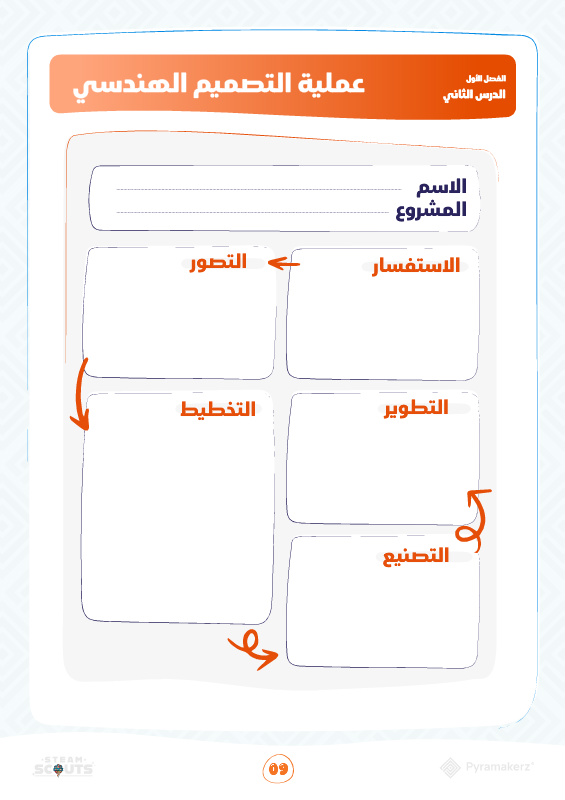 الفصل الأول
الدرس الثاني
عملية التصميم الهندسي
الاسم
المشروع
الاستفسار
التصور
التخطيط
التطوير
التصنيع
STEAM
SCOUTS
09
Pyramakerz